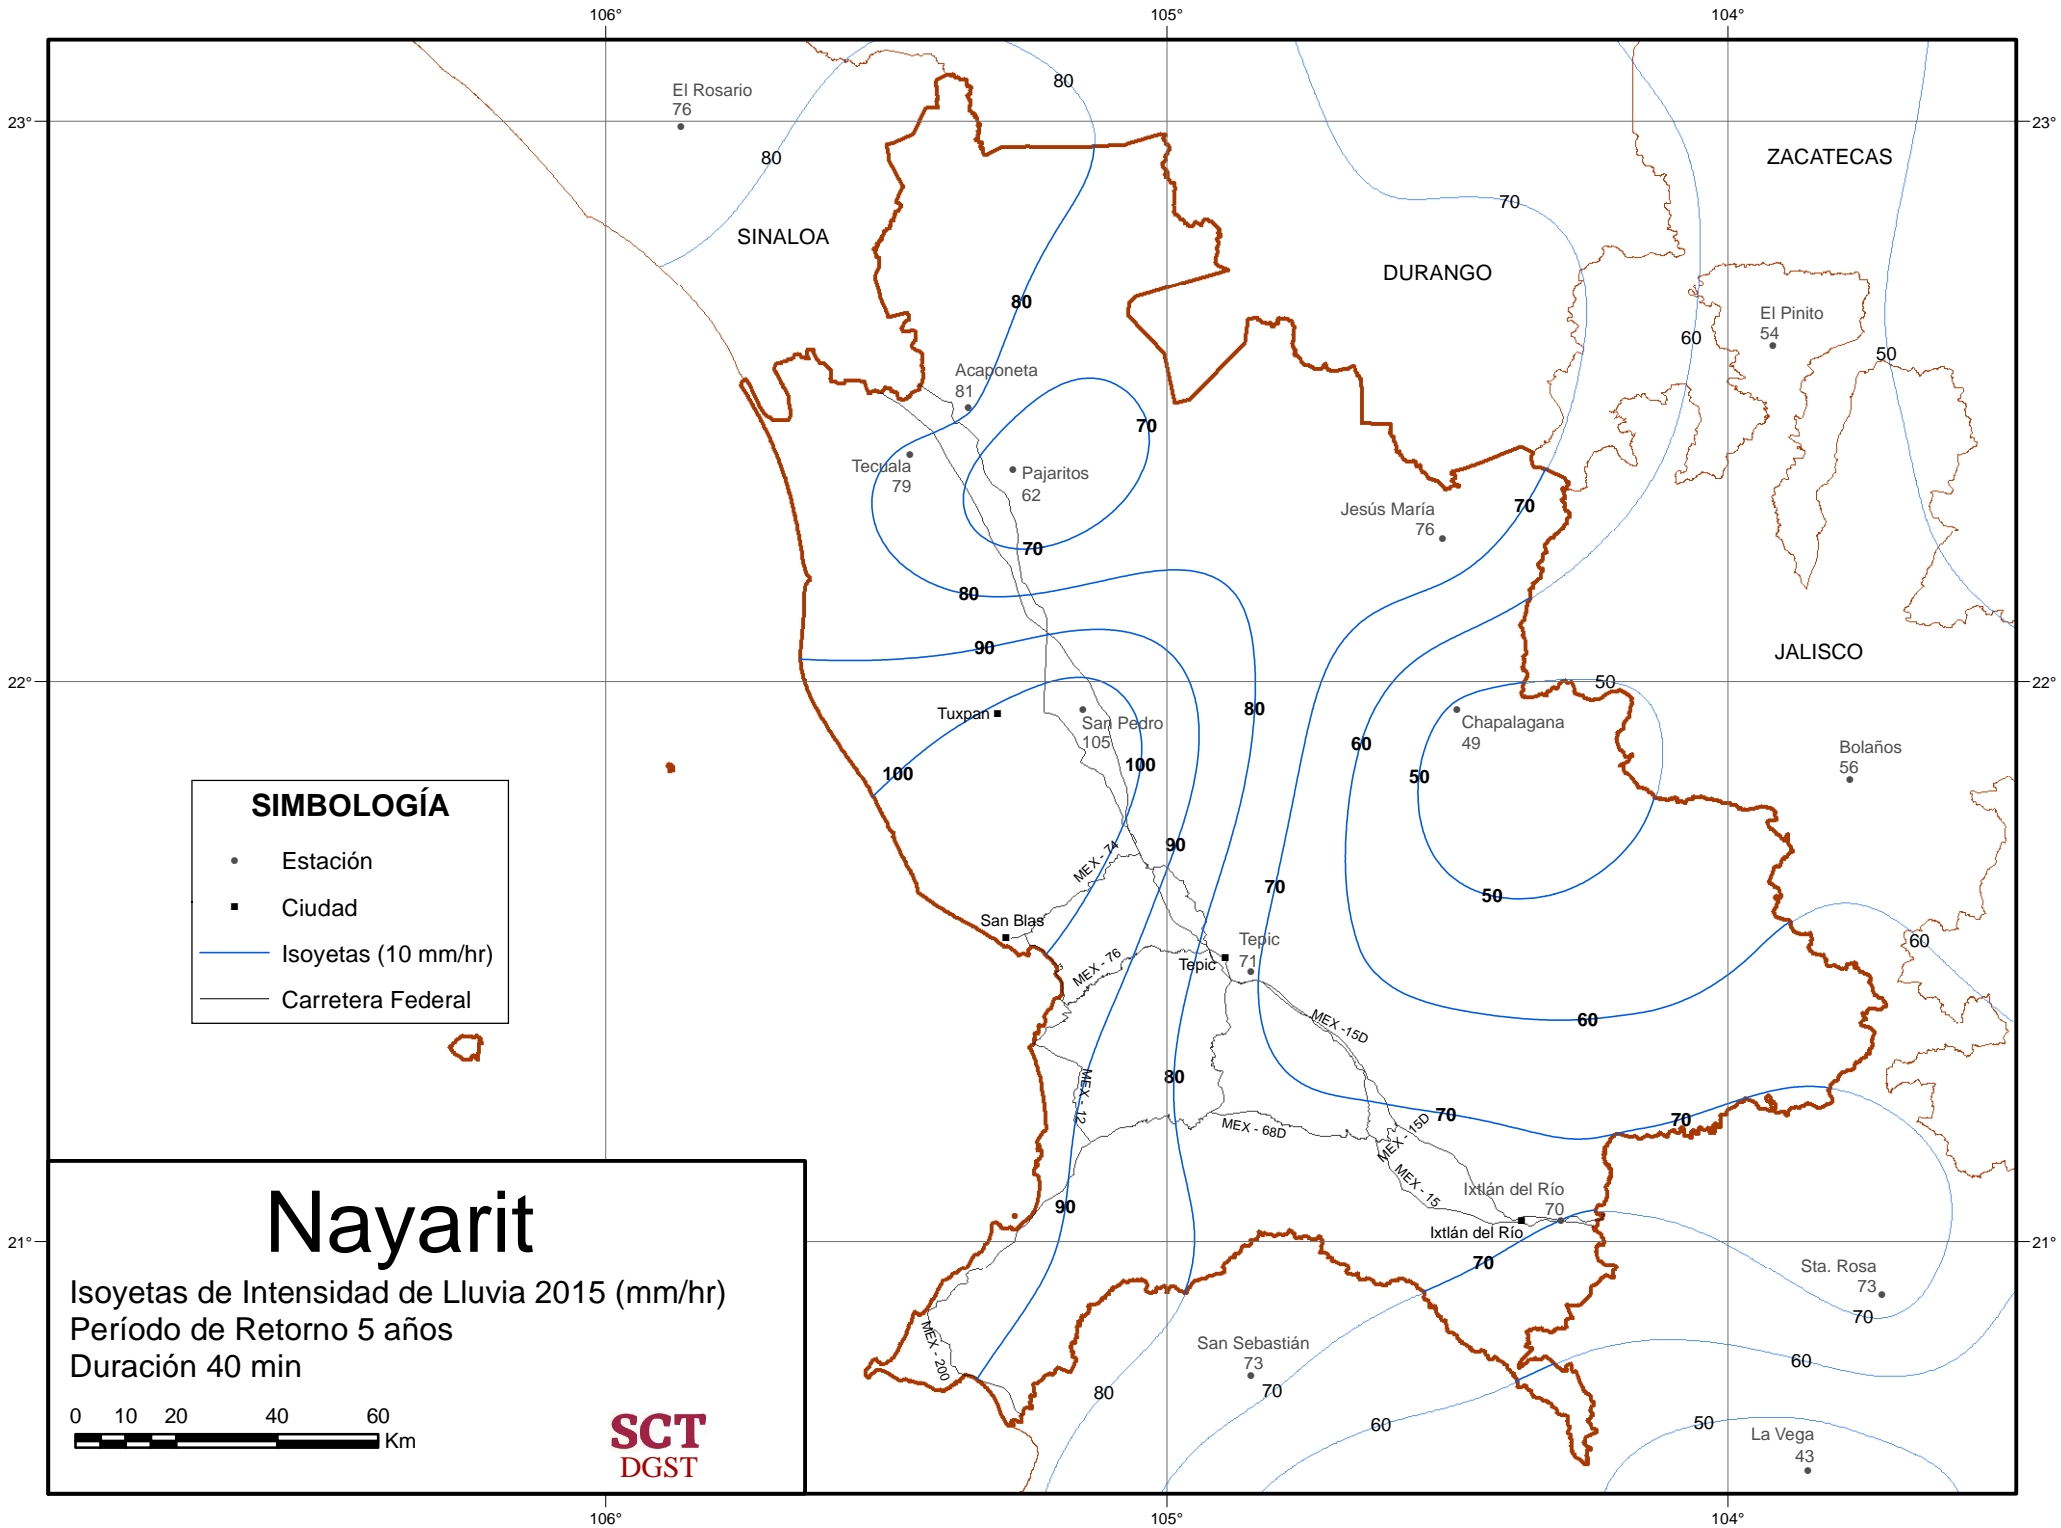 106°
105°
104°
80
El Rosario
76
23°
23°
80
ZACATECAS
70
SINALOA
DURANGO
80
El Pinito
54
60
50
Acaponeta
81
70
Tecuala
79
Pajaritos
62
Jesús María
76
70
70
80
90
JALISCO
22°
22°
50
Tuxpan
San Pedro
105
80
Chapalagana
49
60
Bolaños
56
100
100
50
SIMBOLOGÍA
Estación
Ciudad
Isoyetas (10 mm/hr)
Carretera Federal
90
MEX - 74
70
50
San Blas
Tepic
71
60
Tepic
MEX - 76
60
MEX -15D
80
MEX - 12
70
70
MEX - 68D
MEX - 15D
MEX - 15
Ixtlán del Río
70
90
Ixtlán del Río
21°
21°
70
Sta. Rosa
73
70
Nayarit
Isoyetas de Intensidad de Lluvia 2015 (mm/hr)
Período de Retorno 5 años
Duración 40 min
0 10 20 40 60
Km
SCT
DGST
MEX - 200
San Sebastián
73
70
80
60
60
50
La Vega
43
106°
105°
104°